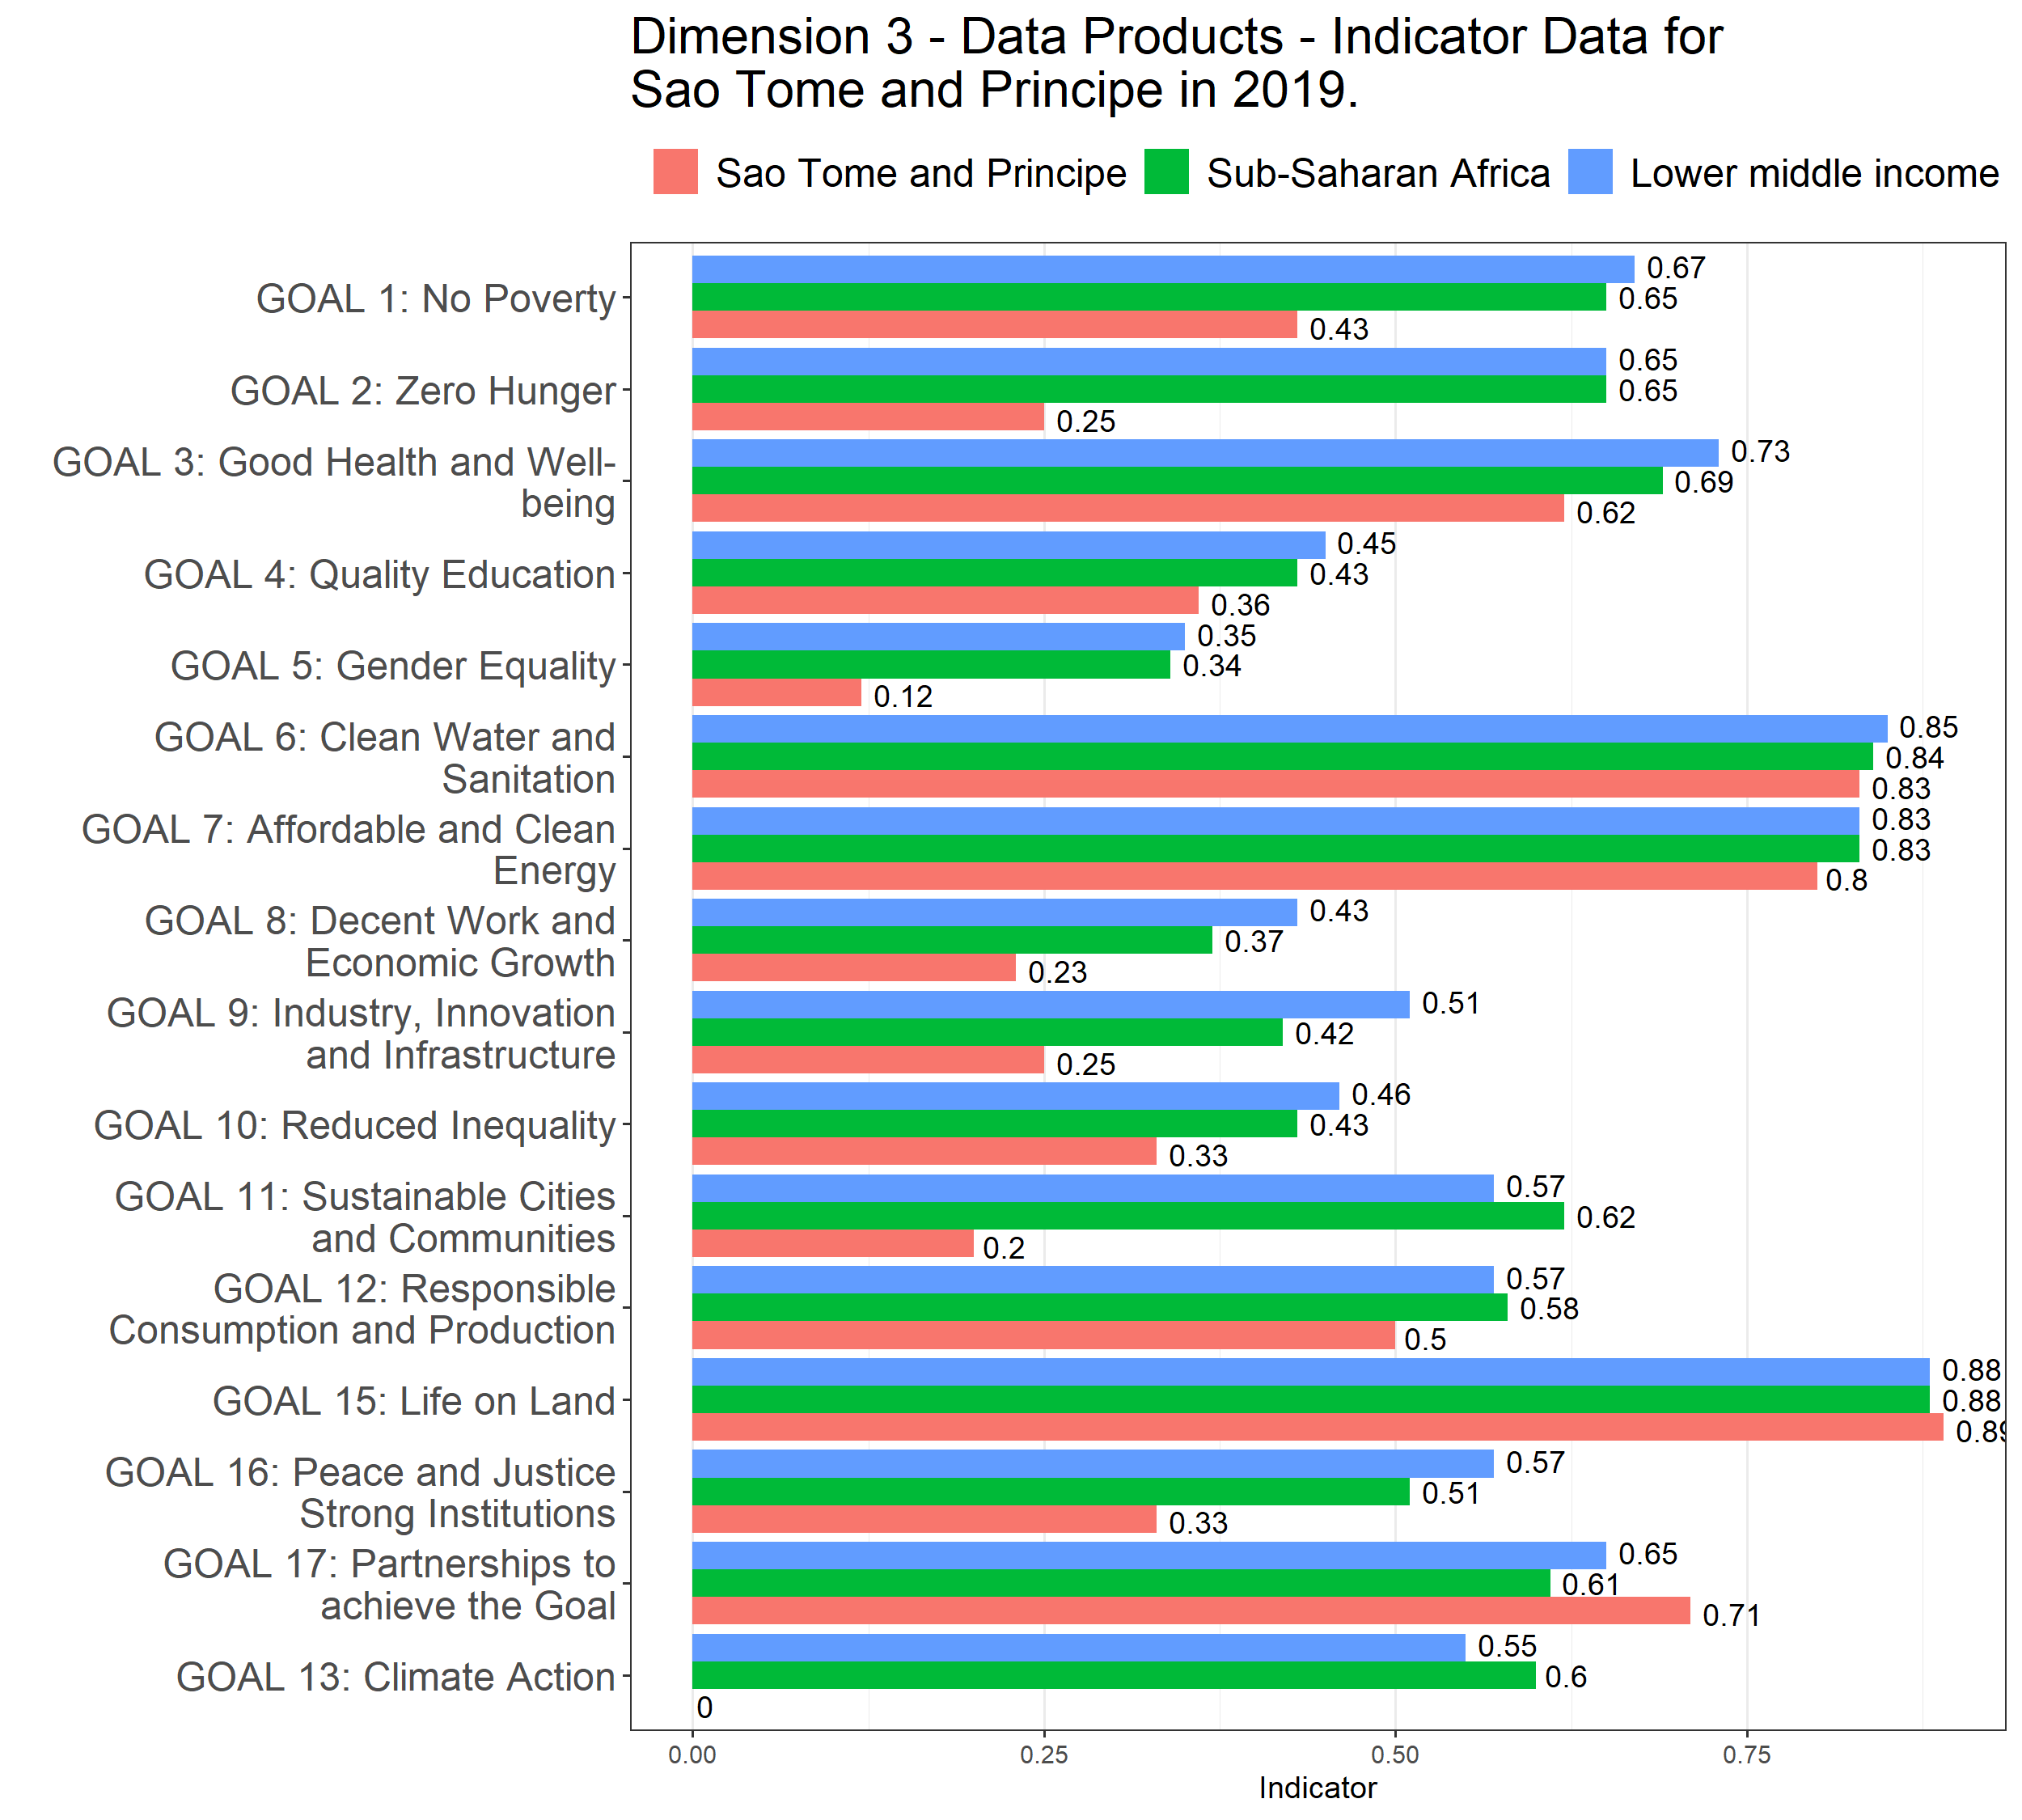 Dimension 3 - Data Products - Indicator Data for
Sao Tome and Principe in 2019.
Sao Tome and Principe
Sub-Saharan Africa
Lower middle income
GOAL 1: No Poverty
0.67
0.65
0.43
GOAL 2: Zero Hunger
0.65
0.65
0.25
GOAL 3: Good Health and Well-
being
0.73
0.69
0.62
GOAL 4: Quality Education
0.45
0.43
0.36
GOAL 5: Gender Equality
0.35
0.34
0.12
GOAL 6: Clean Water and
Sanitation
0.85
0.84
0.83
GOAL 7: Affordable and Clean
Energy
0.83
0.83
0.8
GOAL 8: Decent Work and
Economic Growth
0.43
0.37
0.23
GOAL 9: Industry, Innovation
and Infrastructure
0.51
0.42
0.25
GOAL 10: Reduced Inequality
0.46
0.43
0.33
GOAL 11: Sustainable Cities
and Communities
0.57
0.62
0.2
GOAL 12: Responsible
Consumption and Production
0.57
0.58
0.5
GOAL 15: Life on Land
0.88
0.88
0.89
GOAL 16: Peace and Justice
Strong Institutions
0.57
0.51
0.33
GOAL 17: Partnerships to
achieve the Goal
0.65
0.61
0.71
GOAL 13: Climate Action
0.55
0.6
0
0.00
0.25
0.50
0.75
Indicator